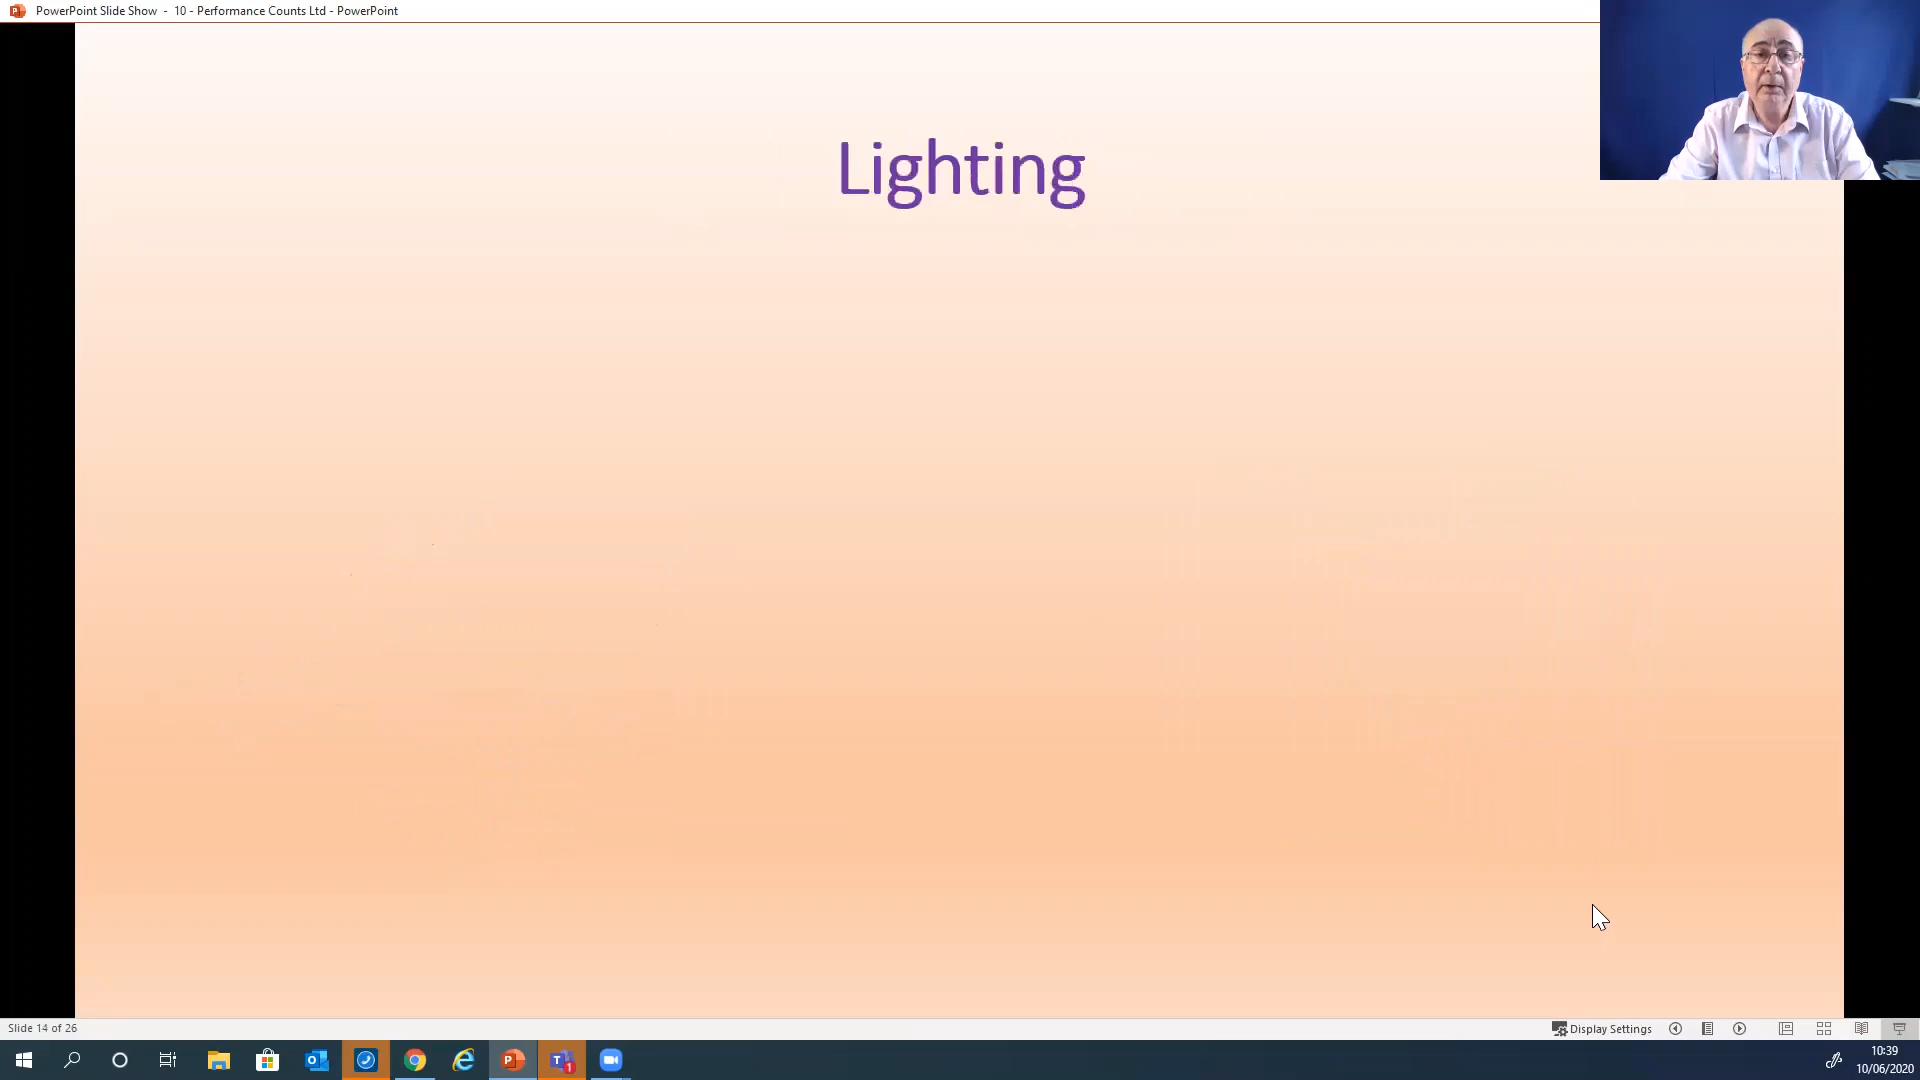 PowerPoint Slide Show - 10 - Performance Counts Ltd - PowerPoint
Lighting
Slide 14 of 26
Display Settings
1
10:39
10/06/2020